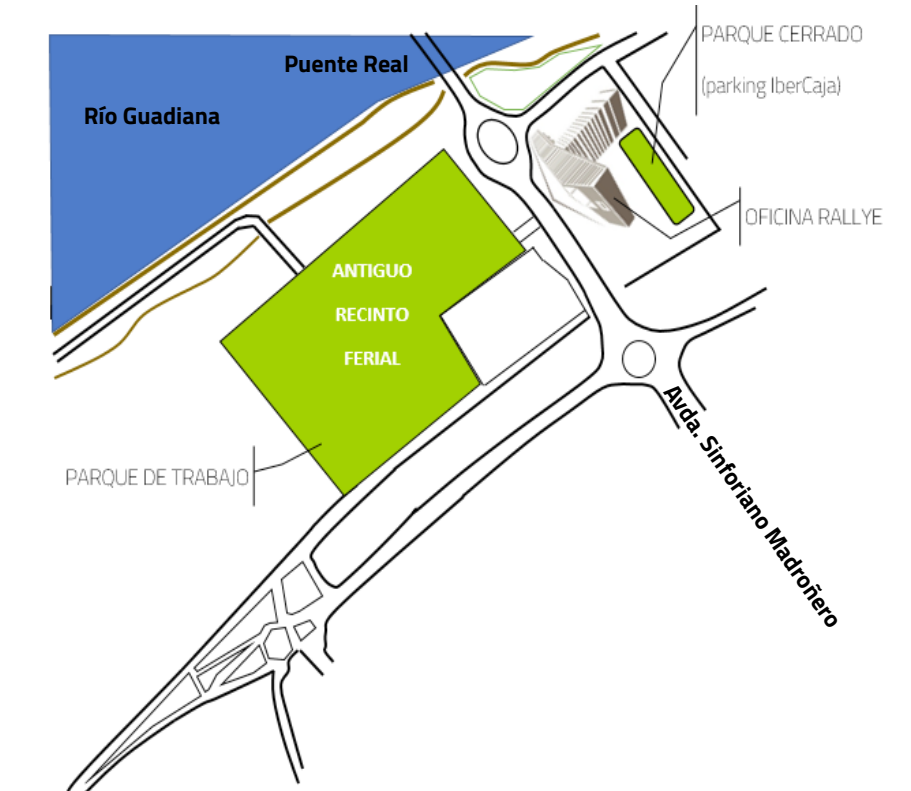 PARQUE CERRADO
Puente Real
(parking IberCaja)
Río Guadiana
OFICINA RALLYE
ANTIGUO
RECINTO
FERIAL
PARQUE DE TRABAJO
Avda. Sinforiano Madroñero